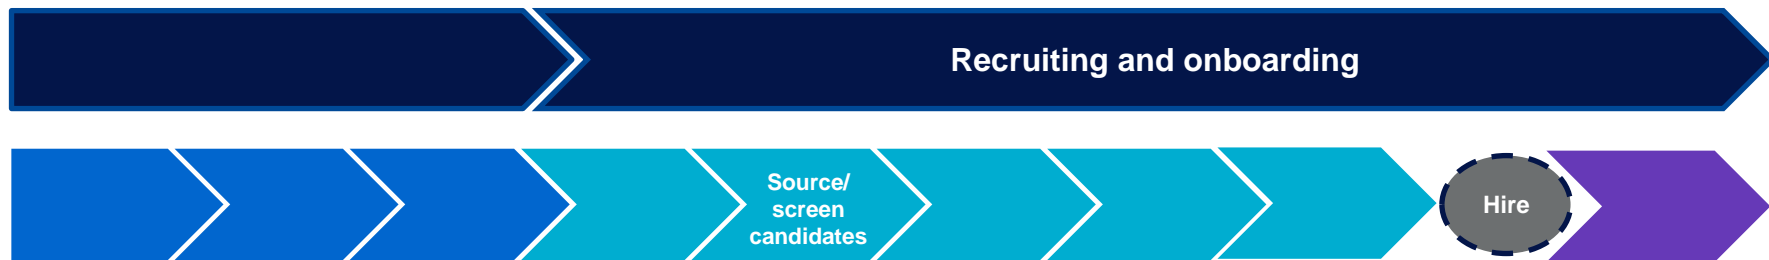 Recruiting and onboarding
Source/
screen
candidates
Hire